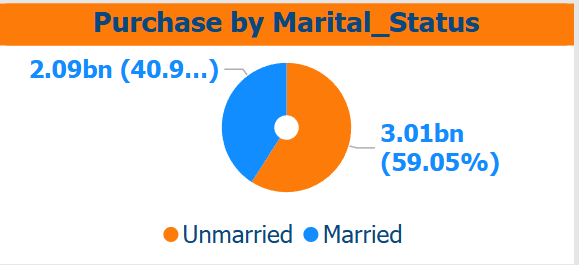 Purchase by Marital_Status
2.09bn (40.9...)
3.01bn
(59.05%)
Unmarried Married